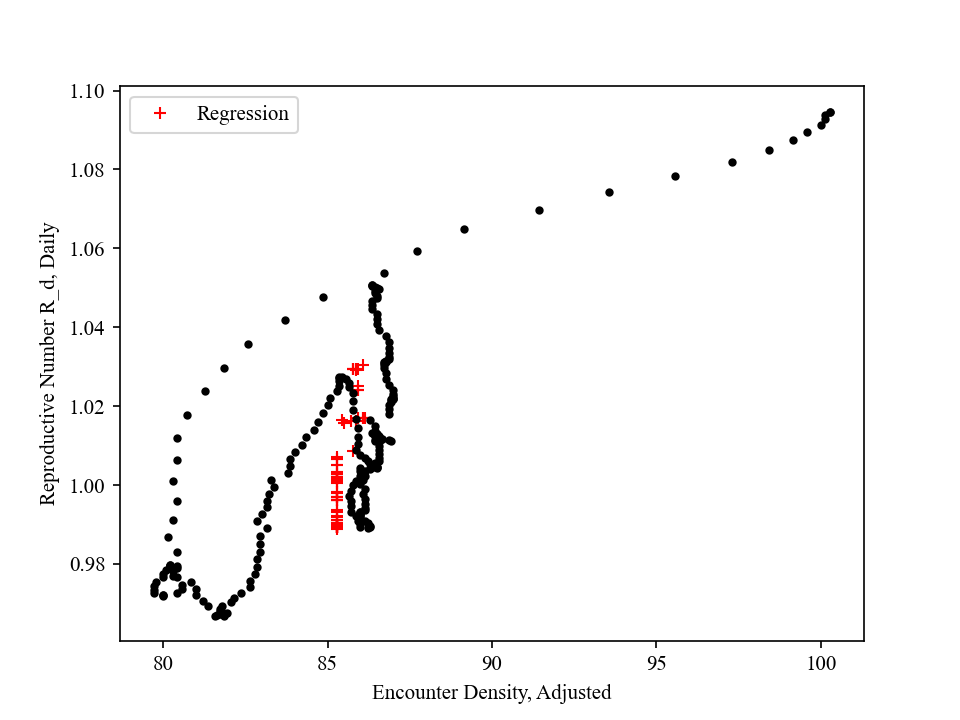 Regression
Reproductive Number R_d, Daily
1.10
1.08
1.06
1.04
1.02
1.00
0.98
80 85 90 95 100
Encounter Density, Adjusted